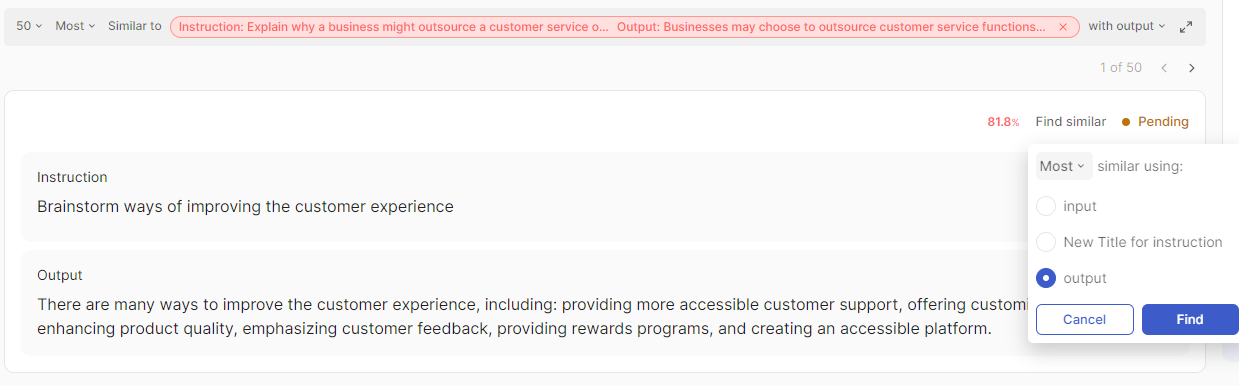 50 Most Similar to Instruction: Explain why a business might outsource a customer service o... Output: Businesses may choose to outsource customer service functions... with output
1 of 50
81.8% Find similar Pending
Most similar using:
input
New Title for instruction
output
Cancel Find
Instruction
Brainstorm ways of improving the customer experience
Output
There are many ways to improve the customer experience, including: providing more accessible customer support, offering
enhancing product quality, emphasizing customer feedback, providing rewards programs, and creating an accessible platform.